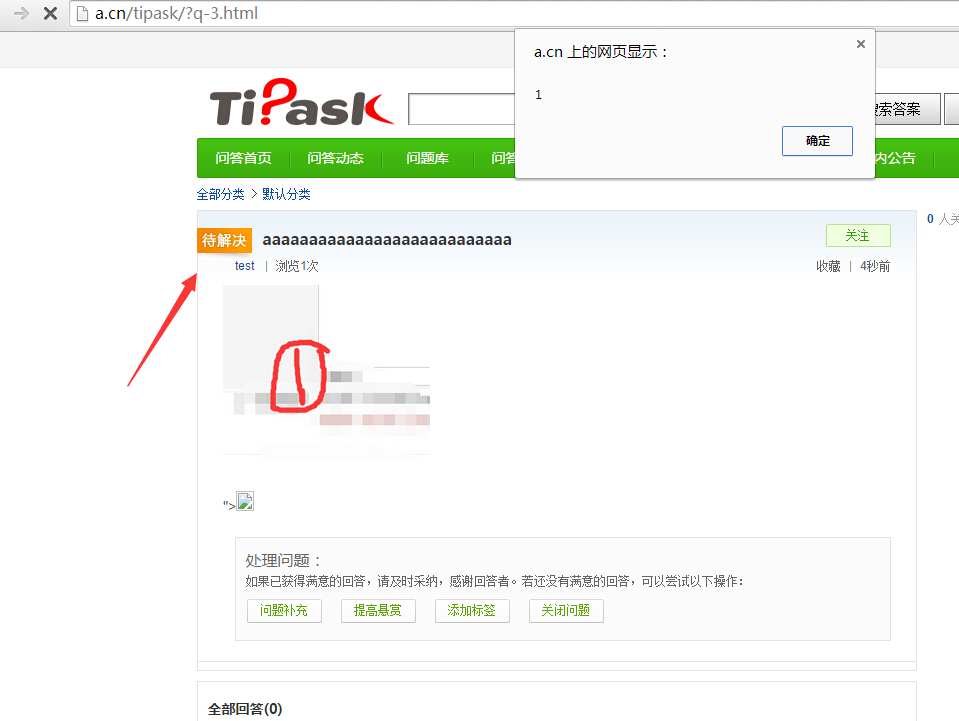 a.cn/tipask/?q-3.html
a.cn 上的网页显示：
1
确定
TiPask
索答案
问答首页 问答动态 问题库 问答
内公告
全部分类 > 默认分类
待解决 aaaaaaaaaaaaaaaaaaaaaaaaaaa
关注
0 人关
test | 浏览1次
收藏 | 4秒前
">
处理问题：
如果已获得满意的回答，请及时采纳，感谢回答者。若还没有满意的回答，可以尝试以下操作：
问题补充 提高悬赏 添加标签 关闭问题
全部回答(0)